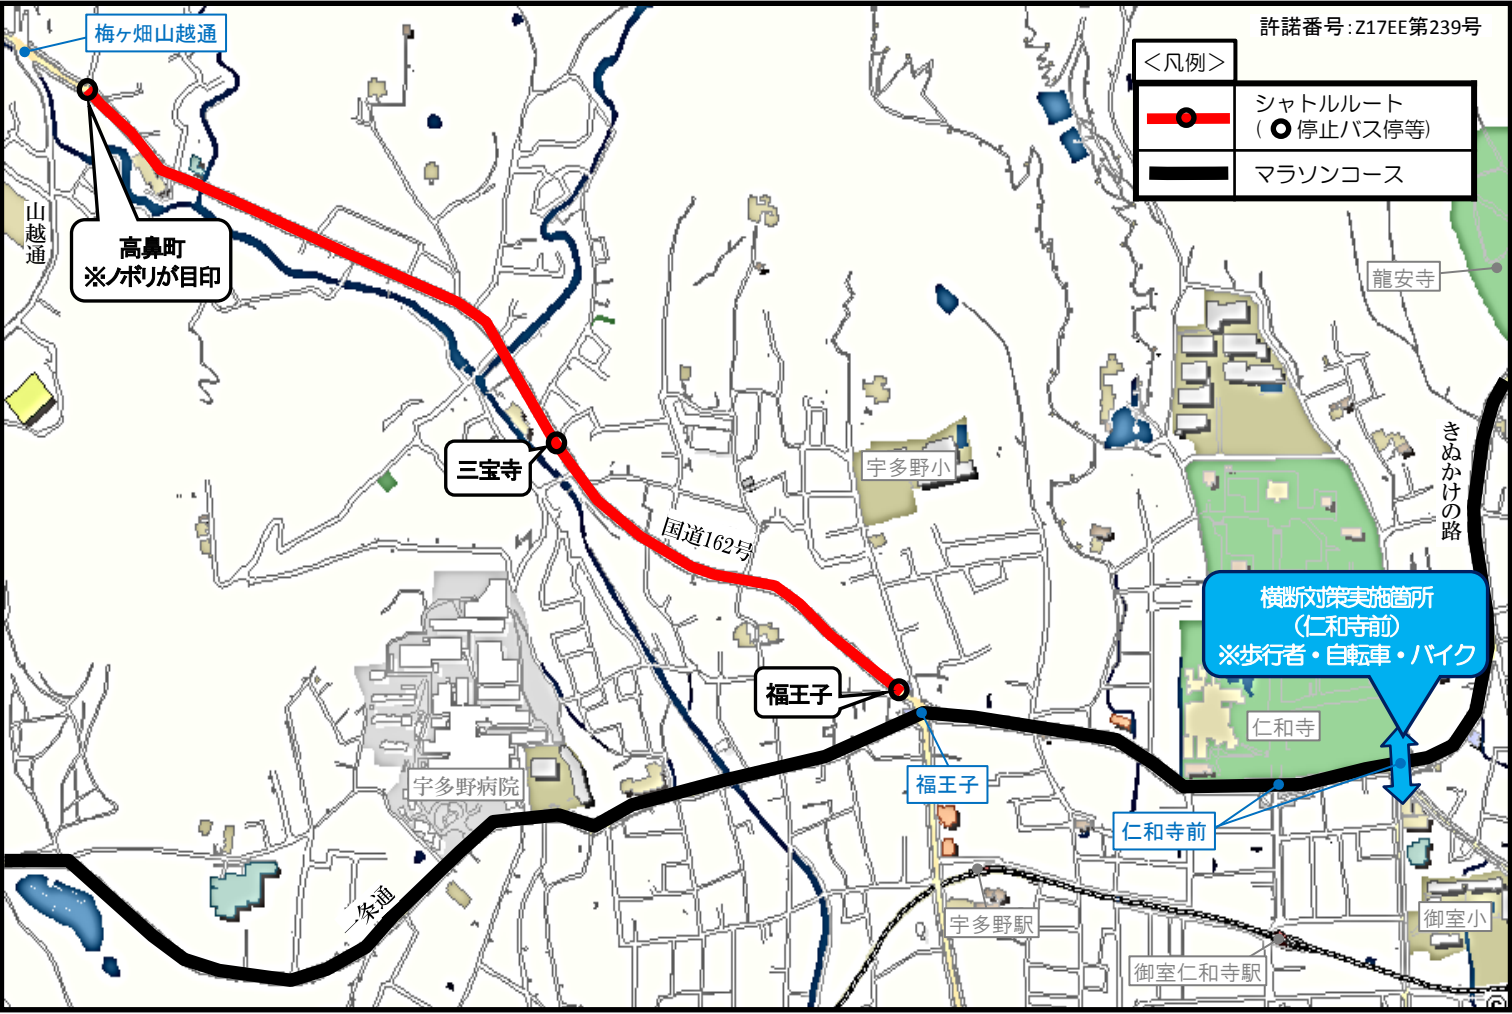 許諾番号:Z17EE第239号
＜凡例＞
シャトルルート
(○停止バス停等)
マラソンコース
梅ヶ畑山越通
山越通
高鼻町
※ノボリが目印
龍安寺
三宝寺
宇多野小
きぬかけの路
国道162号
横断対策実施箇所
（仁和寺前）
※歩行者・自転車・バイク
福王子
仁和寺
宇多野病院
福王子
仁和寺前
一条通
宇多野駅
御室小
御室仁和寺駅
©